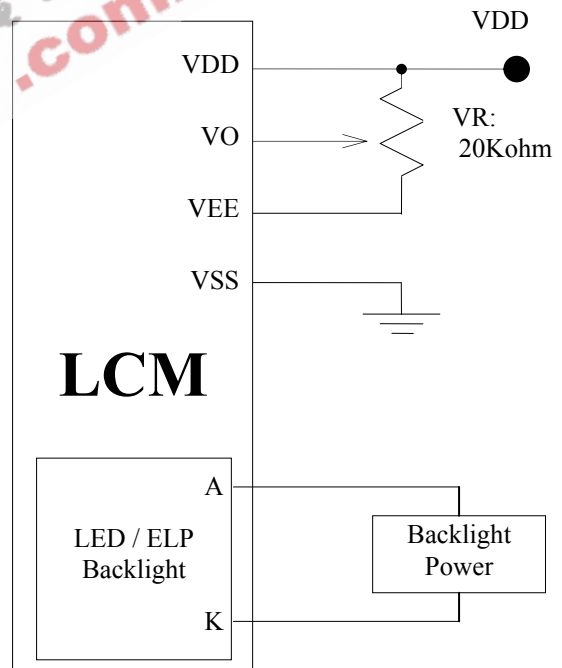 VDD
VDD
VR:
20Kohm
VO
VEE
VSS
LCM
A
LED / ELP
Backlight
Backlight
Power
K
.com